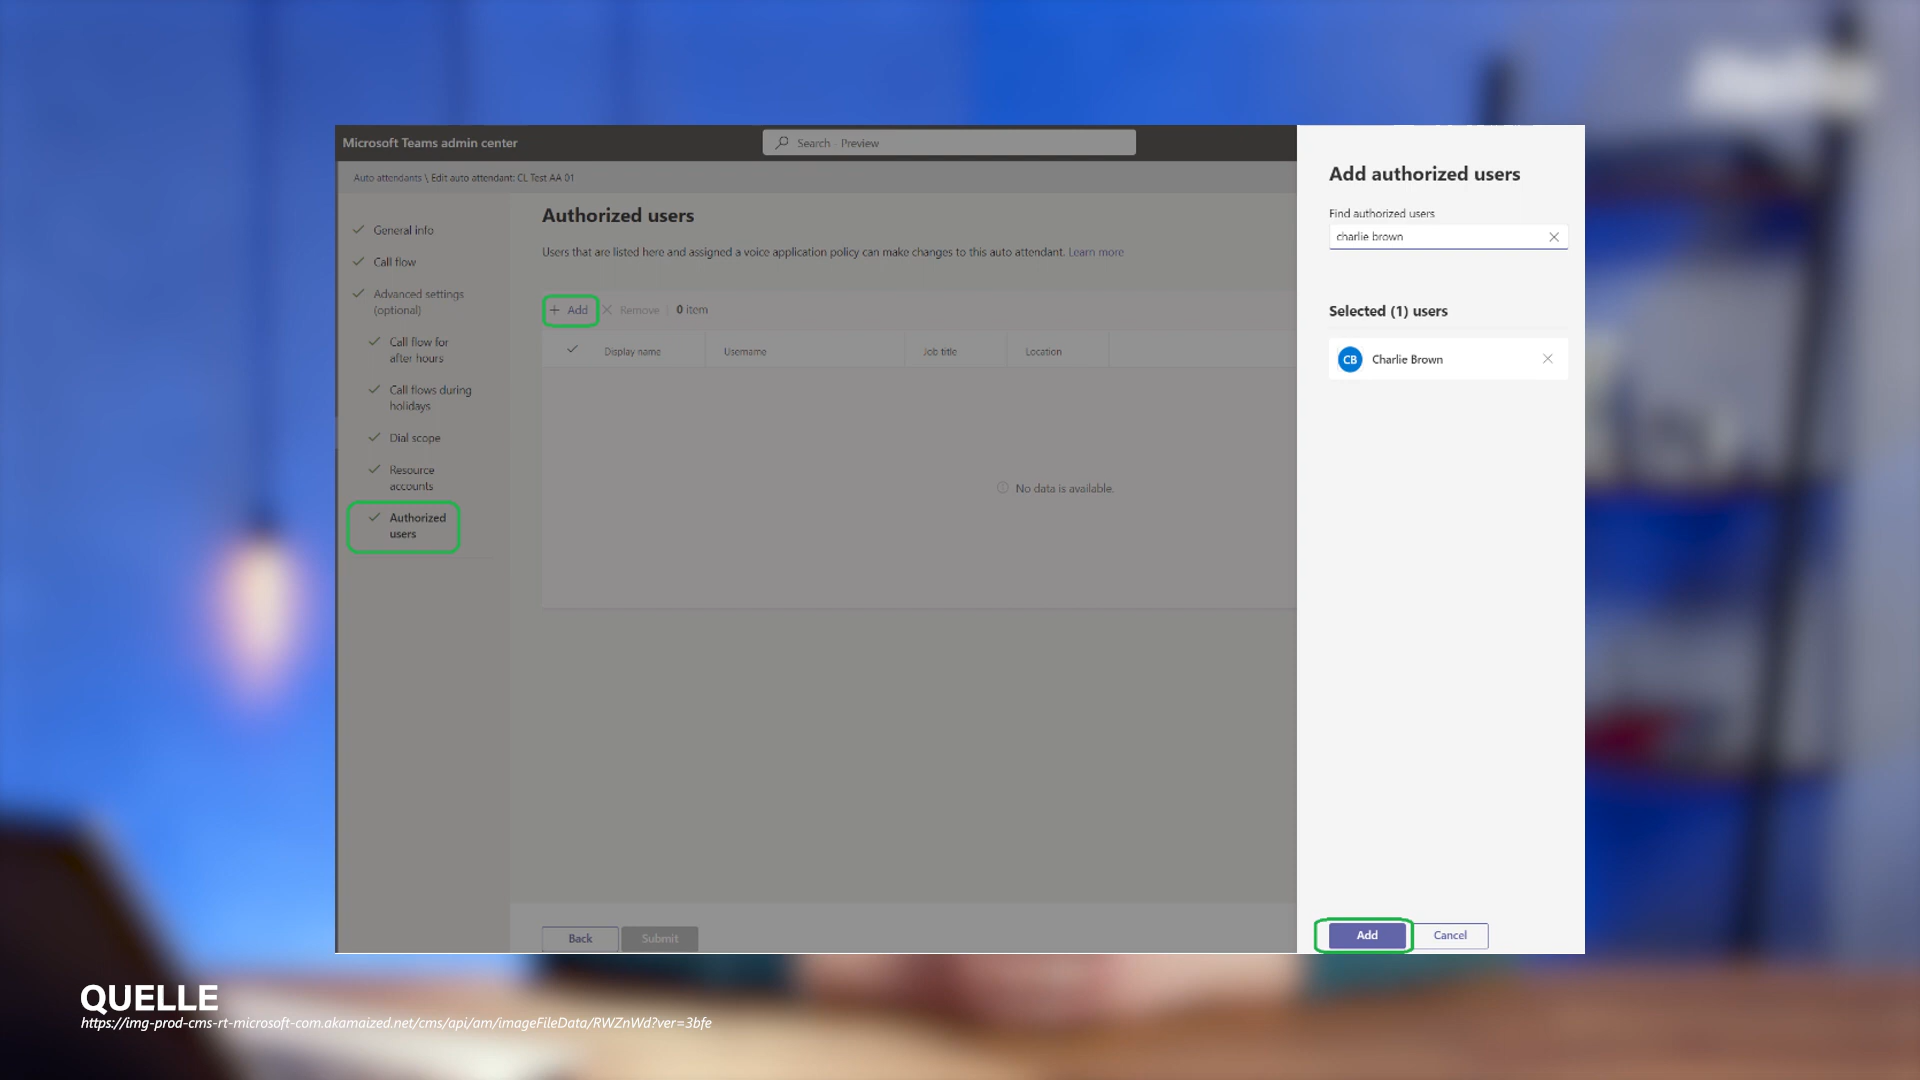 Microsoft Teams admin center
Search - Preview
Auto attendants \ Edit auto attendant: CL Test AA 01
General info
Call flow
Advanced settings
(optional)
Call flow for
after hours
Call flows during
holidays
Dial scope
Resource
accounts
Authorized
users
Authorized users
Users that are listed here and assigned a voice application policy can make changes to this auto attendant. Learn more
+ Add
Remove
0 item
Display name
Username
Job title
Location
No data is available.
Back
Submit
Add authorized users
Find authorized users
charlie brown
Selected (1) users
CB
Charlie Brown
Add
Cancel
QUELLE
https://img-prod-cms-rt-microsoft-com.akamaized.net/cms/api/am/imageFileData/RWZnWd?ver=3bfe